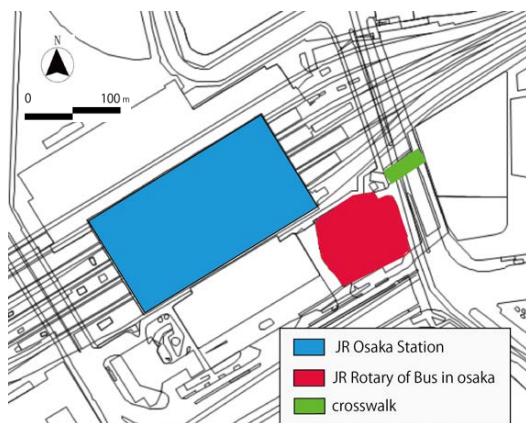 N
0 100 m
JR Osaka Station
JR Rotary of Bus in osaka
crosswalk